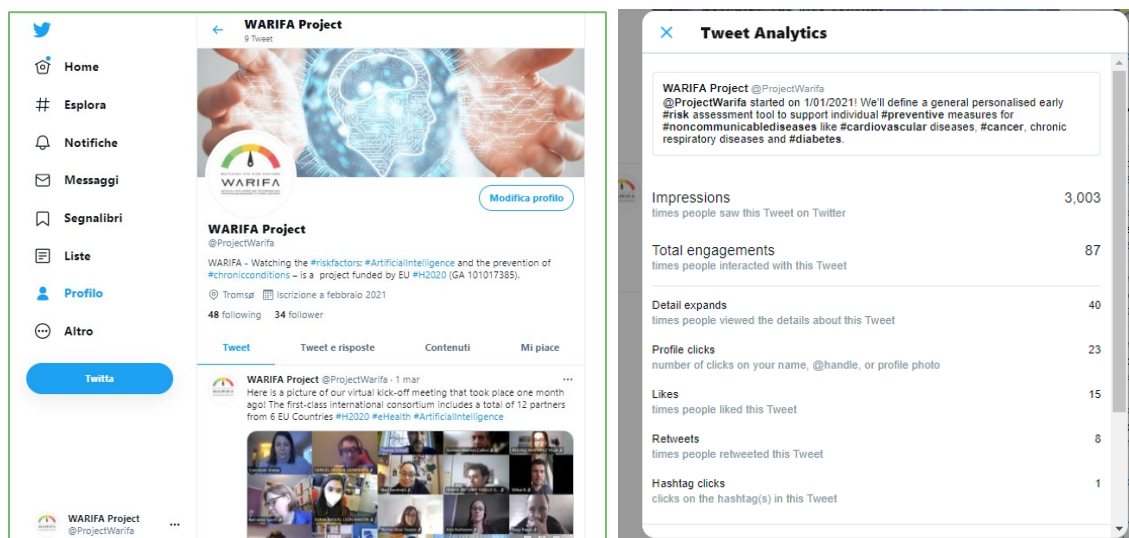 WARIFA Project
9 Tweet
Home
Esplora
Notifiche
Messaggi
Segnalibri
Liste
Profilo
Altro
Twitta
WARIFA Project
@ProjectWarifa
WARIFA
Modifica profilo
WARIFA Project
@ProjectWarifa
WARIFA - Watching the #riskfactors: #ArtificialIntelligence and the prevention of
#chronicconditions – is a project funded by EU #H2020 (GA 101017385).
Tromsø Iscrizione a febbraio 2021
48 following 34 follower
Tweet Tweet e risposte Contenuti Mi piace
WARIFA Project @ProjectWarifa · 1 mar
Here is a picture of our virtual kick-off meeting that took place one month
ago! The first-class international consortium includes a total of 12 partners
from 6 EU Countries #H2020 #eHealth #ArtificialIntelligence
Tweet Analytics
WARIFA Project @ProjectWarifa
@ProjectWarifa started on 1/01/2021! We'll define a general personalised early
#risk assessment tool to support individual #preventive measures for
#noncommunicablediseases like #cardiovascular diseases, #cancer, chronic
respiratory diseases and #diabetes.
Impressions 3,003
times people saw this Tweet on Twitter
Total engagements 87
times people interacted with this Tweet
Detail expands 40
times people viewed the details about this Tweet
Profile clicks 23
number of clicks on your name, @handle, or profile photo
Likes 15
times people liked this Tweet
Retweets 8
times people retweeted this Tweet
Hashtag clicks 1
clicks on the hashtag(s) in this Tweet